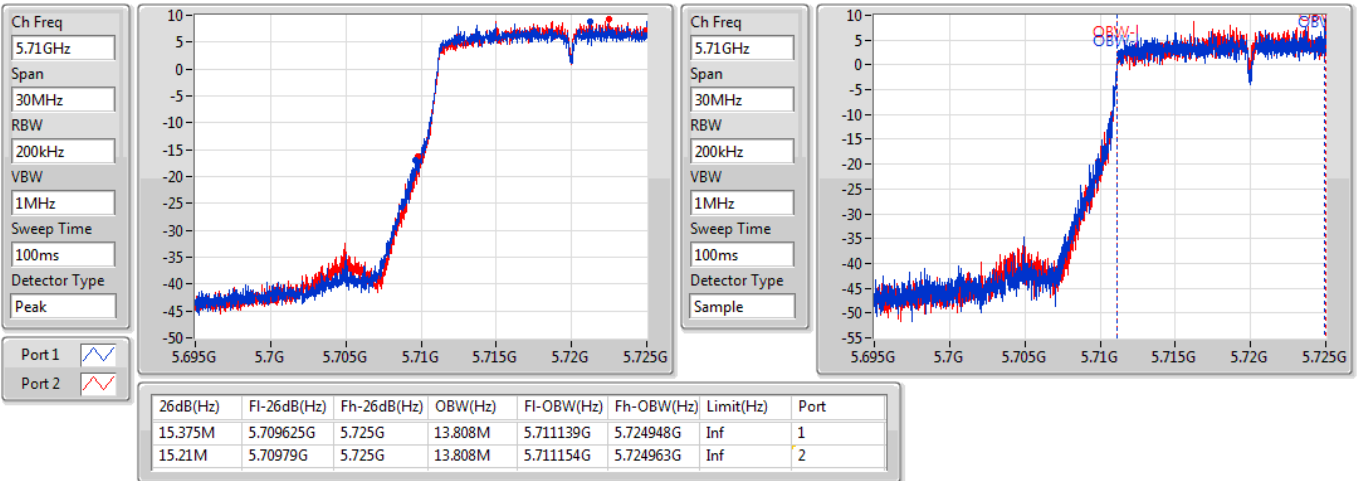 Ch Freq
5.71GHz
Span
30MHz
RBW
200kHz
VBW
1MHz
Sweep Time
100ms
Detector Type
Peak
Port 1
Port 2
10
5
0
-5
-10
-15
-20
-25
-30
-35
-40
-45
-50
5.695G 5.7G 5.705G 5.71G 5.715G 5.72G 5.725G
Ch Freq
5.71GHz
Span
30MHz
RBW
200kHz
VBW
1MHz
Sweep Time
100ms
Detector Type
Sample
10
5
0
-5
-10
-15
-20
-25
-30
-35
-40
-45
-50
-55
OBW-
OBW-
5.695G 5.7G 5.705G 5.71G 5.715G 5.72G 5.725G
26dB(Hz) Fl-26dB(Hz) Fh-26dB(Hz) OBW(Hz) Fl-OBW(Hz) Fh-OBW(Hz) Limit(Hz) Port
15.375M 5.709625G 5.725G 13.808M 5.711139G 5.724948G Inf 1
15.21M 5.70979G 5.725G 13.808M 5.711154G 5.724963G Inf 2